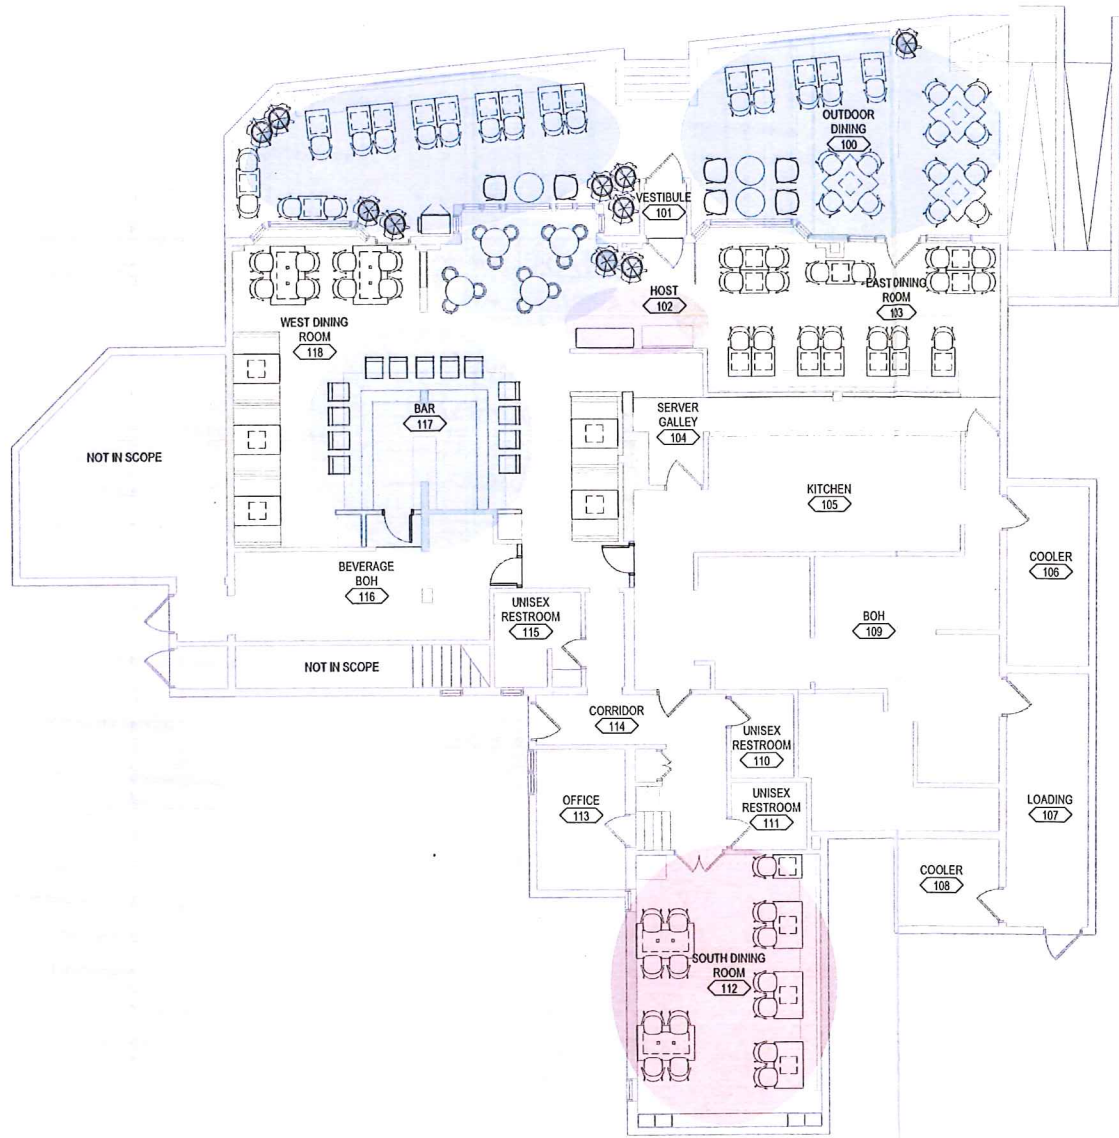 OUTDOOR
DINING
100
VESTIBULE
101
HOST
102
EAST DINING
ROOM
103
WEST DINING
ROOM
118
BAR
117
SERVER
GALLEY
104
NOT IN SCOPE
KITCHEN
105
COOLER
106
BEVERAGE
BOH
116
UNISEX
RESTROOM
115
BOH
109
NOT IN SCOPE
CORRIDOR
114
UNISEX
RESTROOM
110
OFFICE
113
UNISEX
RESTROOM
111
LOADING
107
COOLER
108
SOUTH DINING
ROOM
112